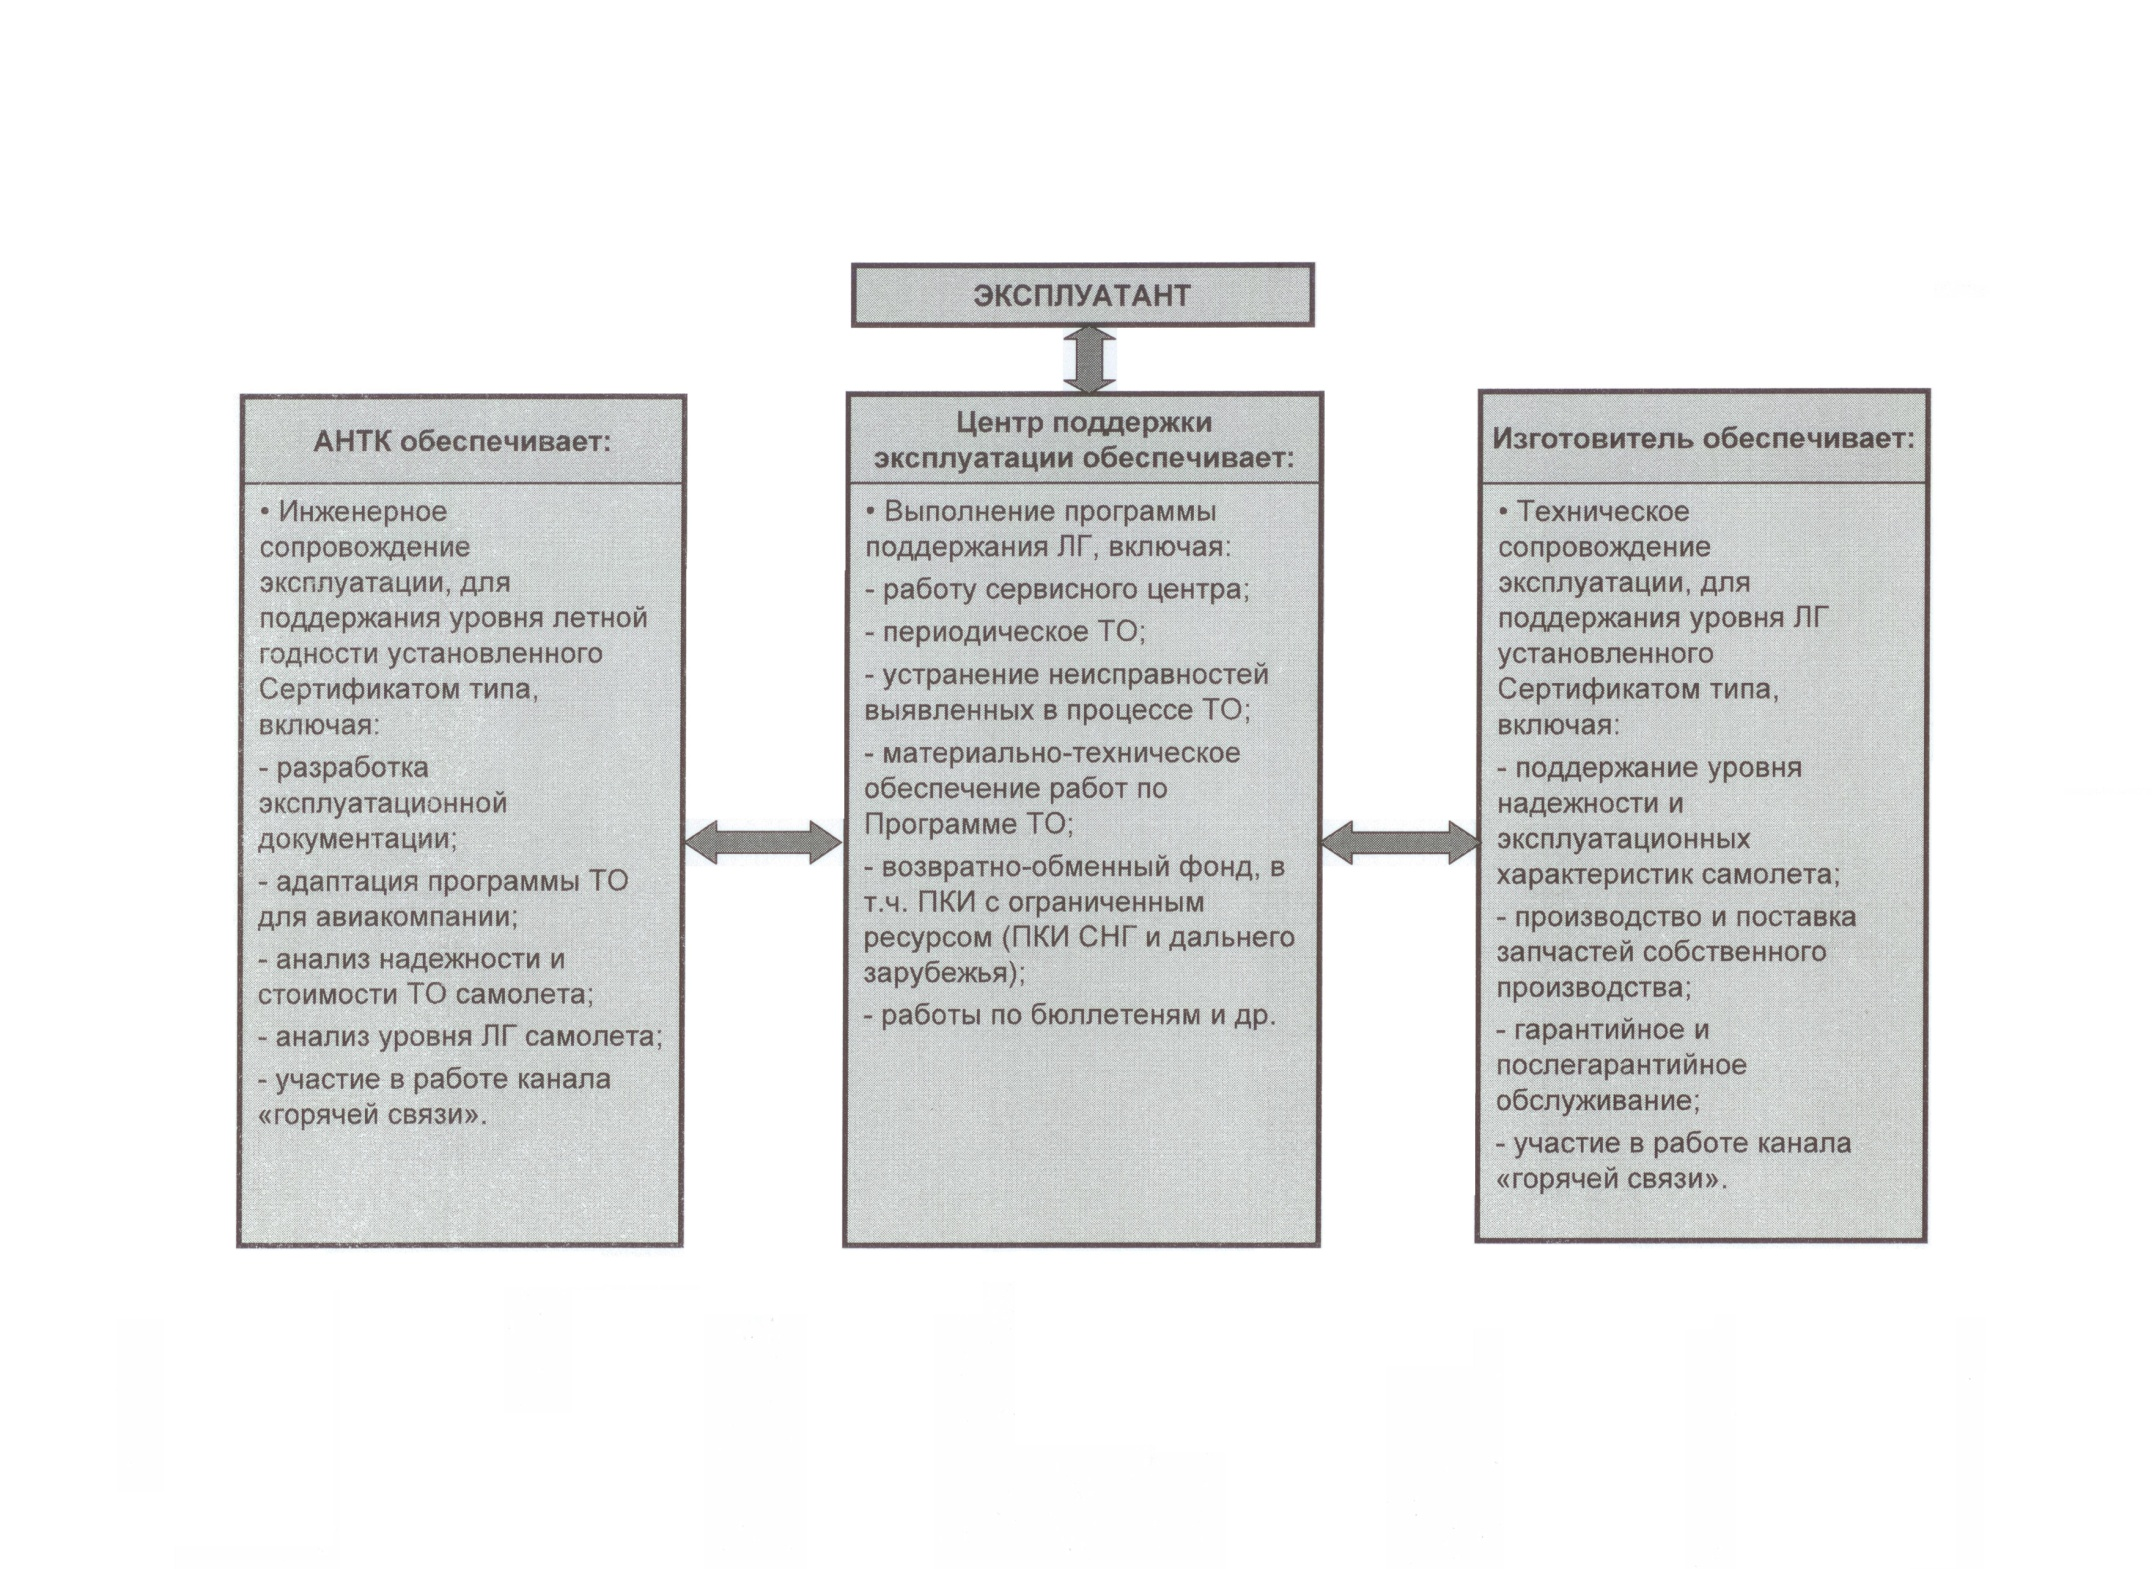 ЭКСПЛУАТАНТ
АНТК обеспечивает:
• Инженерное
сопровождение
эксплуатации, для
поддержания уровня летной
годности установленного
Сертификатом типа,
включая:
- разработка
эксплуатационной
документации;
- адаптация программы ТО
для авиакомпании;
- анализ надежности и
стоимости ТО самолета;
- анализ уровня ЛГ самолета;
- участие в работе канала
«горячей связи».
Центр поддержки
эксплуатации обеспечивает:
• Выполнение программы
поддержания ЛГ, включая:
- работу сервисного центра;
- периодическое ТО;
- устранение неисправностей
выявленных в процессе ТО;
- материально-техническое
обеспечение работ по
Программе ТО;
- возвратно-обменный фонд, в
т.ч. ПКИ с ограниченным
ресурсом (ПКИ СНГ и дальнего
зарубежья);
- работы по бюллетеням и др.
Изготовитель обеспечивает:
• Техническое
сопровождение
эксплуатации, для
поддержания уровня ЛГ
установленного
Сертификатом типа,
включая:
- поддержание уровня
надежности и
эксплуатационных
характеристик самолета;
- производство и поставка
запчастей собственного
производства;
- гарантийное и
послегарантийное
обслуживание;
- участие в работе канала
«горячей связи».